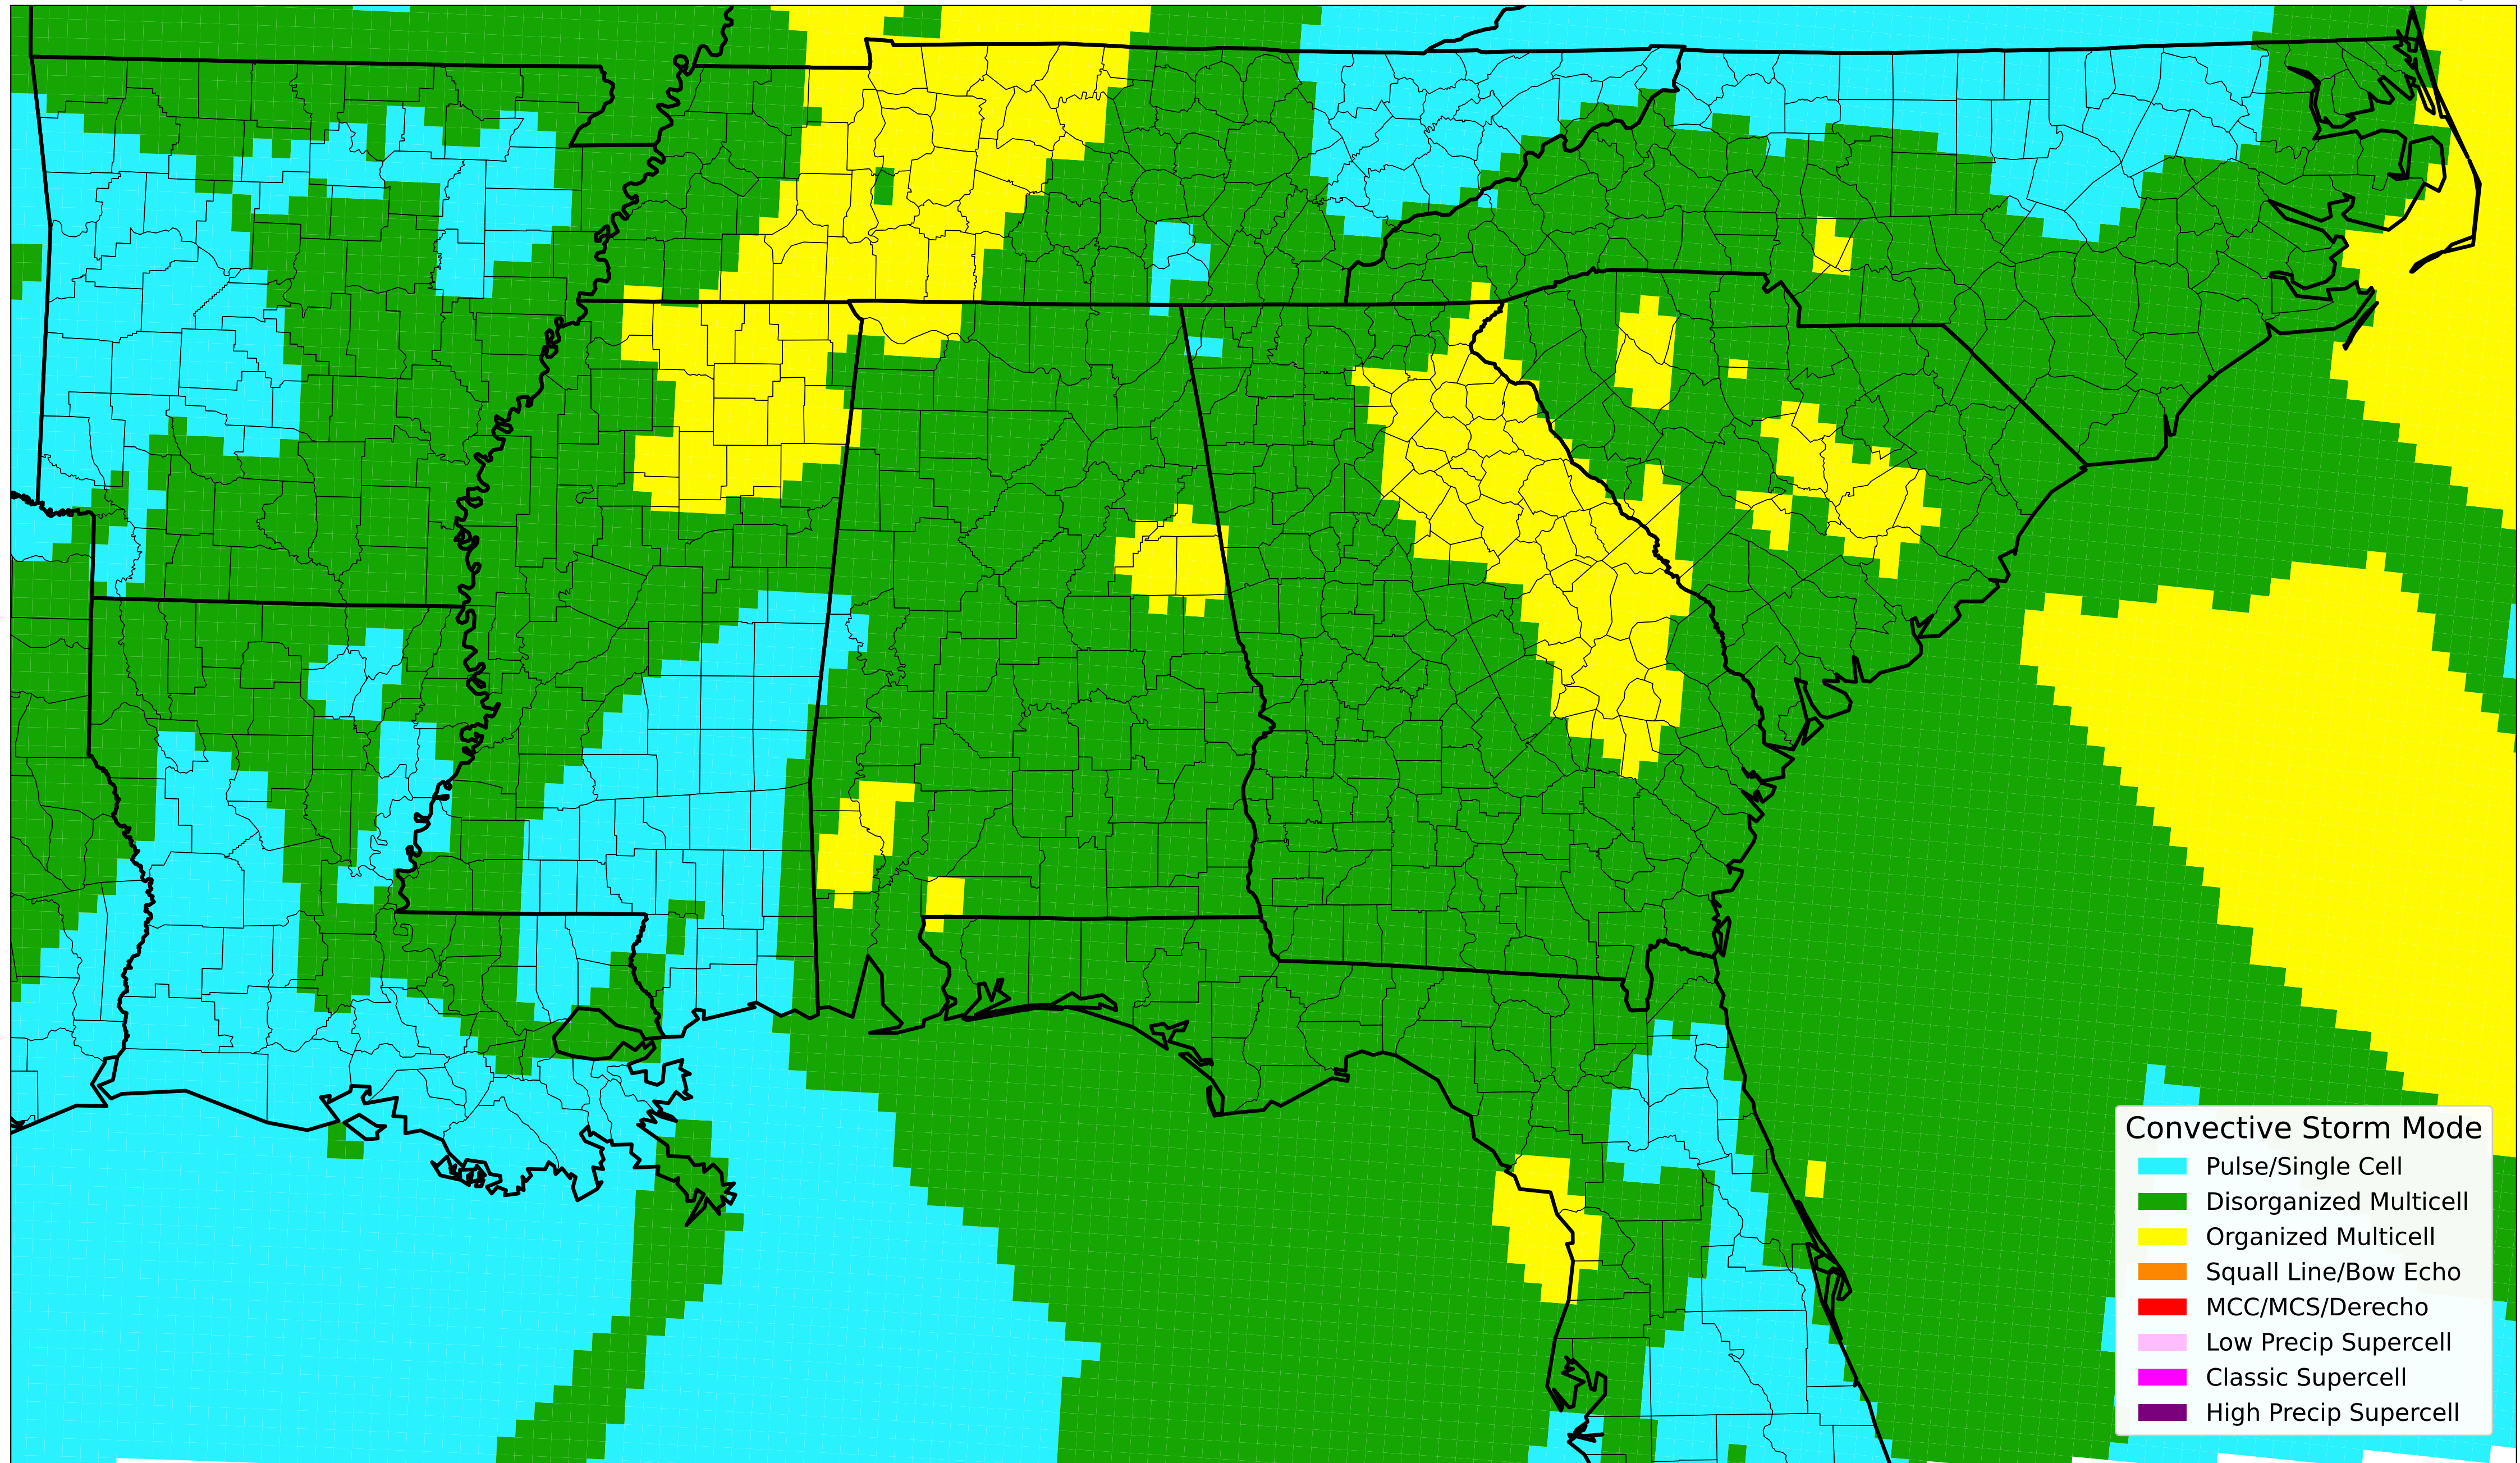 Convective Storm Mode
Pulse/Single Cell
Disorganized Multicell
Organized Multicell
Squall Line/Bow Echo
MCC/MCS/Derecho
Low Precip Supercell
Classic Supercell
High Precip Supercell